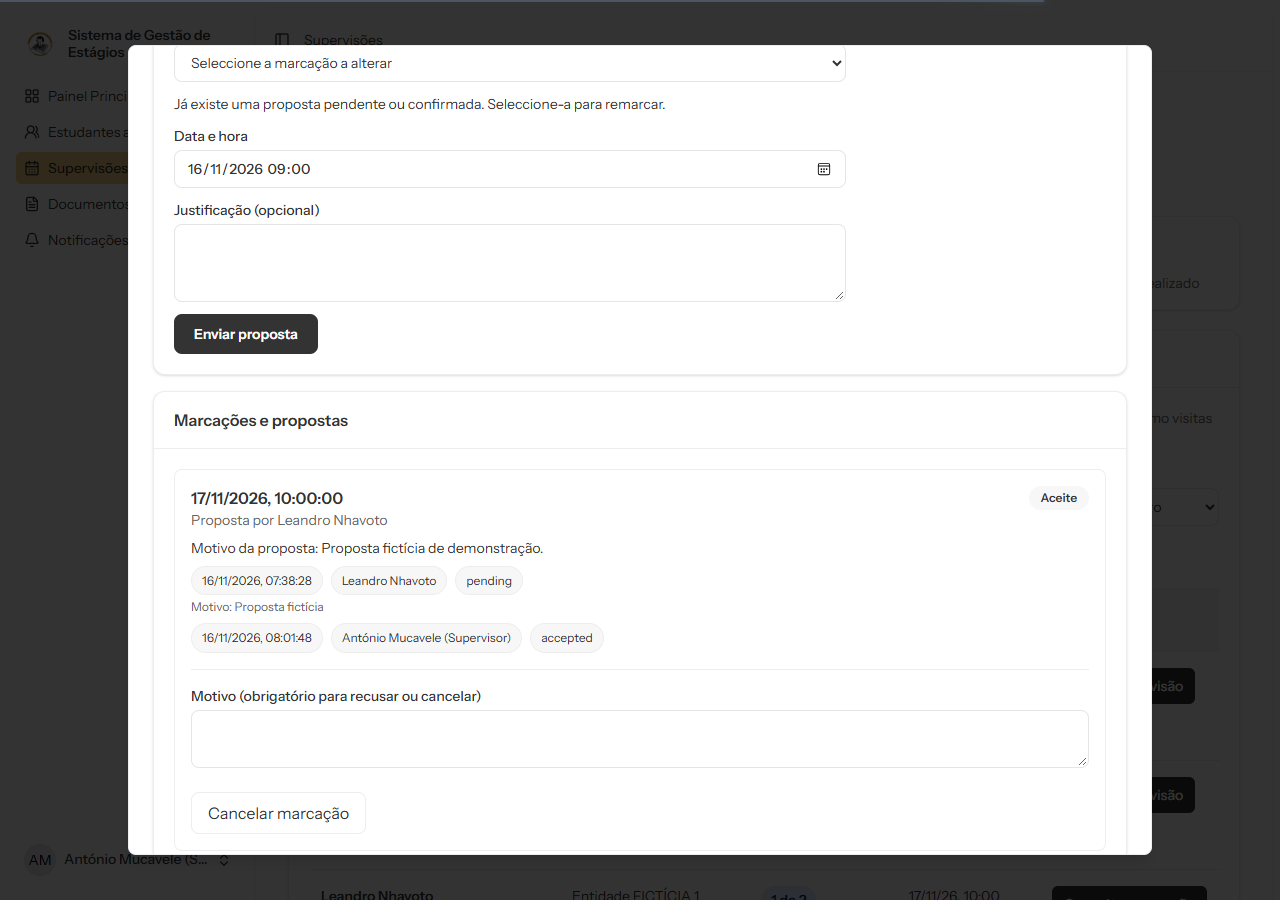 Sistema de Gestão de
Estágios
Supervisões
Painel Princi
Estudantes a
Supervisões
Documentos
Notificações
Seleccione a marcação a alterar
Já existe uma proposta pendente ou confirmada. Seleccione-a para remarcar.
Data e hora
16/11/2026 09:00
Justificação (opcional)
Enviar proposta
Marcações e propostas
17/11/2026, 10:00:00
Aceite
Proposta por Leandro Nhavoto
Motivo da proposta: Proposta fictícia de demonstração.
16/11/2026, 07:38:28 Leandro Nhavoto pending
Motivo: Proposta fictícia
16/11/2026, 08:01:48 António Mucavele (Supervisor) accepted
Motivo (obrigatório para recusar ou cancelar)
Cancelar marcação
ealizado
mo visitas
o
visão
visão
AM António Mucavele (S...
Leandro Nhavoto Entidade FICTÍCIA 1 1 de 2 17/11/26, 10:00